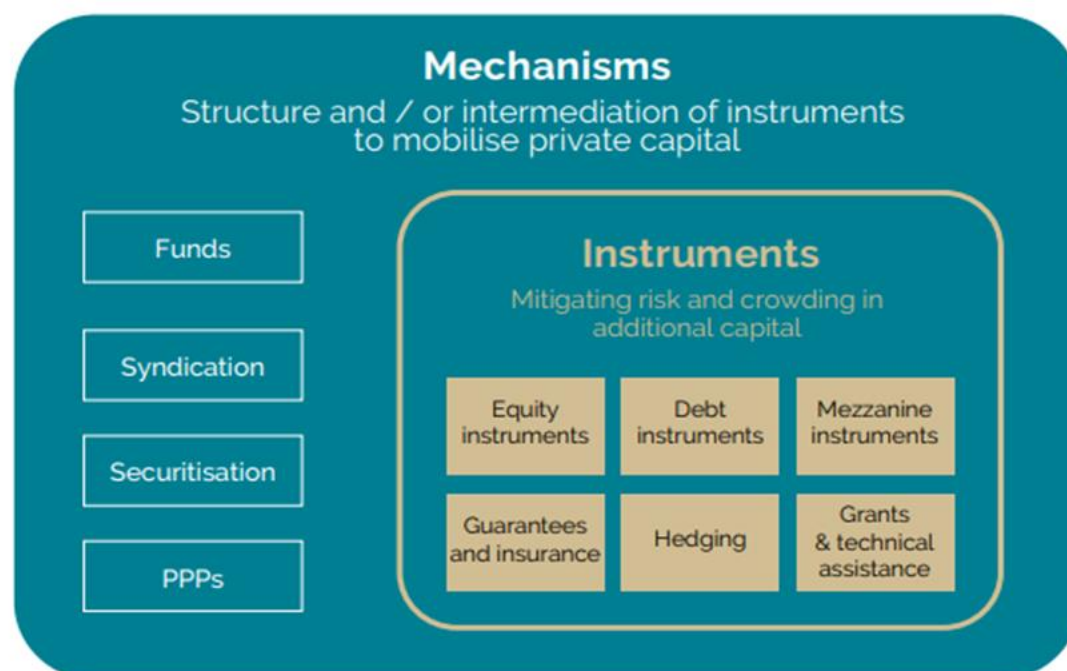 Mechanisms
Structure and / or intermediation of instruments
to mobilise private capital
Funds
Syndication
Securitisation
PPPs
Instruments
Mitigating risk and crowding in
additional capital
Equity
instruments
Debt
instruments
Mezzanine
instruments
Guarantees
and insurance
Hedging
Grants
& technical
assistance